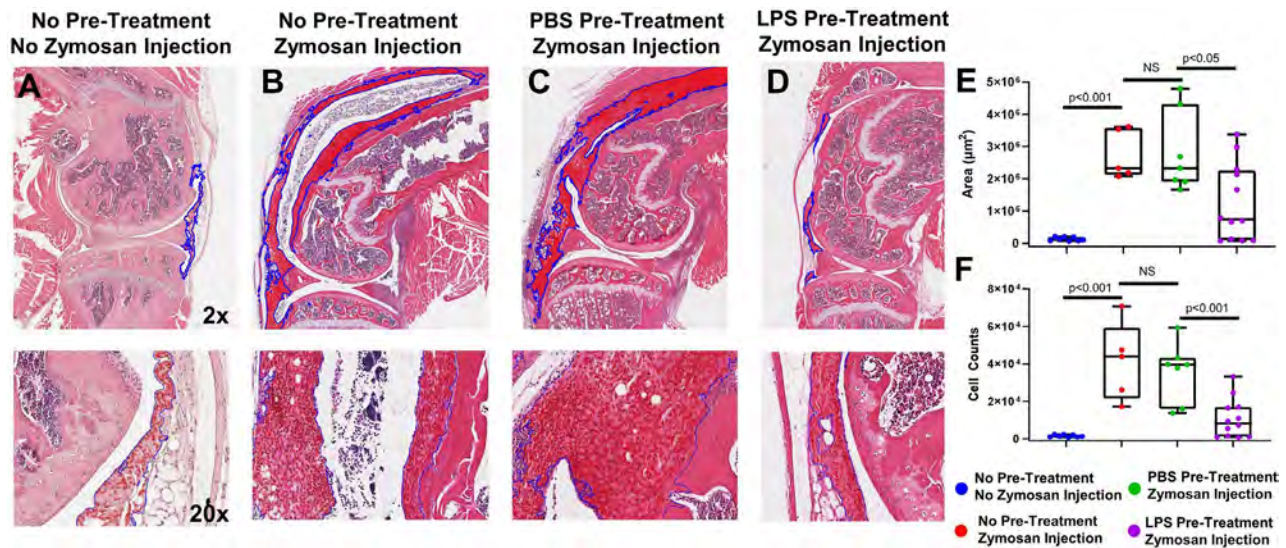 No Pre-Treatment
No Zymosan Injection
No Pre-Treatment
Zymosan Injection
PBS Pre-Treatment
Zymosan Injection
LPS Pre-Treatment
Zymosan Injection
A
B
C
D
2x
20x
E
p<0.05
NS
p<0.001
5×10⁶
4×10⁶
3×10⁶
2×10⁶
1×10⁶
0
Area (µm²)
F
NS
p<0.001
p<0.001
8×10⁴
6×10⁴
4×10⁴
2×10⁴
0
Cell Counts
No Pre-Treatment
No Zymosan Injection
PBS Pre-Treatment
Zymosan Injection
No Pre-Treatment
Zymosan Injection
LPS Pre-Treatment
Zymosan Injection